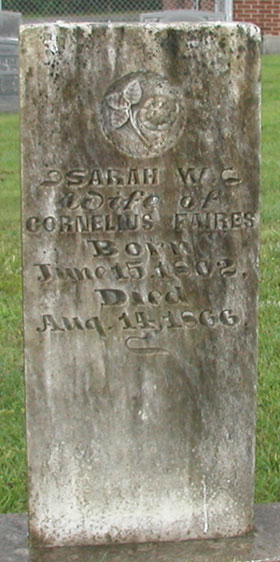 SARAH W.
Wife of
CORNELIUS FAIRES
Born
June 15, 1802.
Died
Aug. 14, 1866.